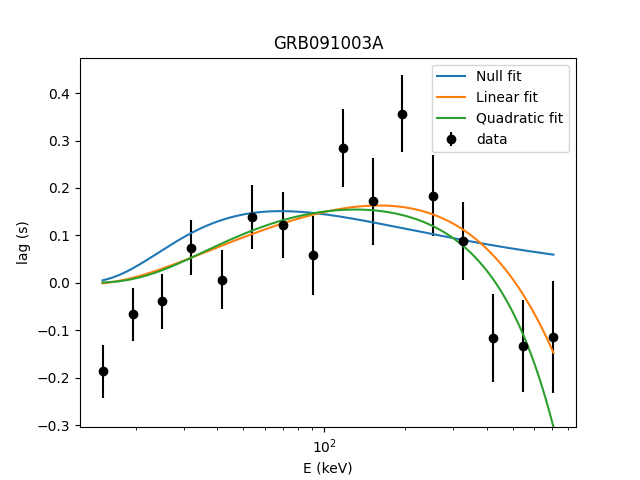 GRB091003A
Null fit
Linear fit
Quadratic fit
data
lag (s)
0.4
0.3
0.2
0.1
0.0
−0.1
−0.2
−0.3
10²
E (keV)